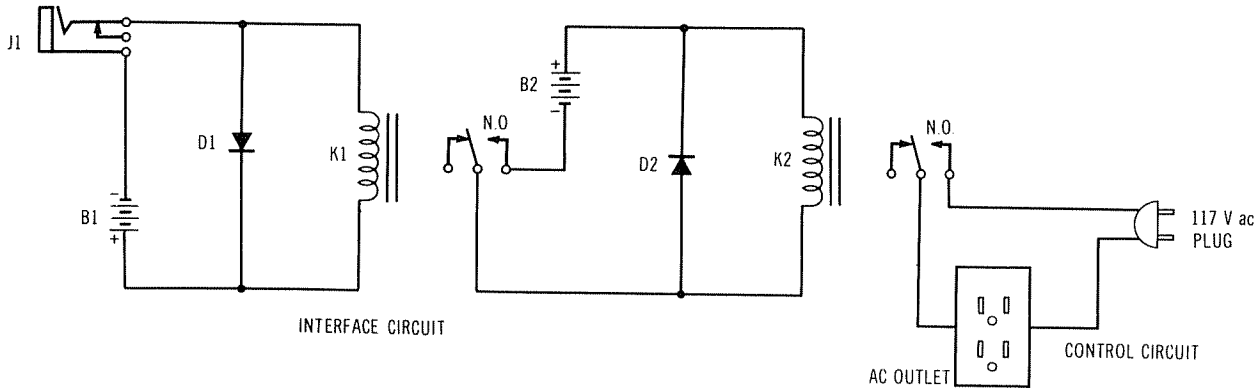 J1
B1
D1
K1
INTERFACE CIRCUIT
N.O
B2
D2
K2
N.O.
117 V ac
PLUG
AC OUTLET
CONTROL CIRCUIT